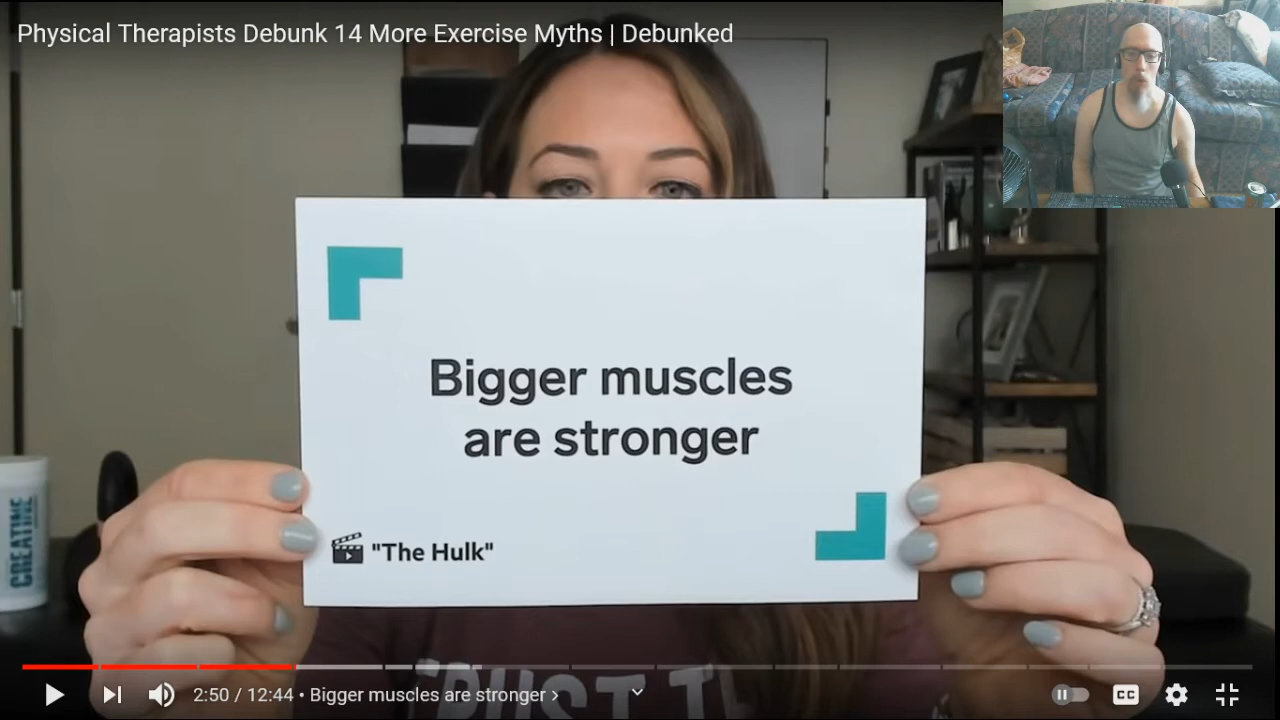 Physical Therapists Debunk 14 More Exercise Myths | Debunked
Bigger muscles
are stronger
"The Hulk"
CREATINE
2:50 / 12:44 • Bigger muscles are stronger ›
CC